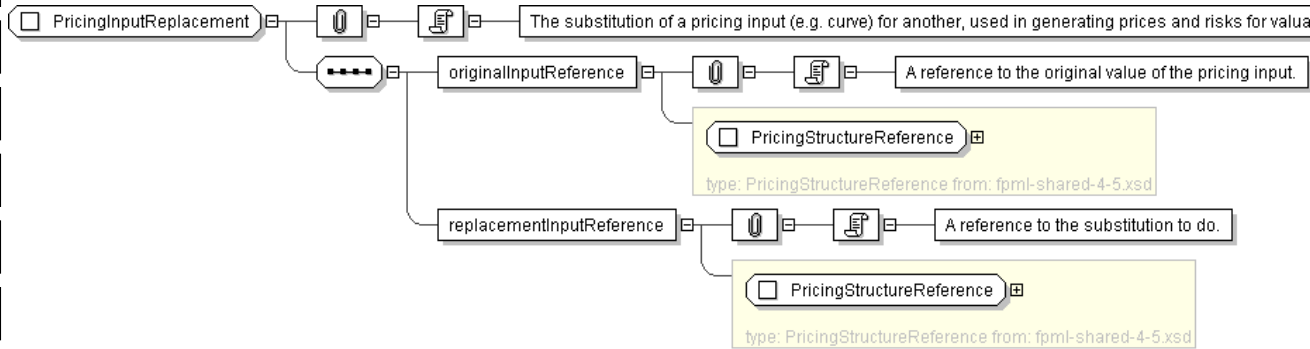 PricingInputReplacement
The substitution of a pricing input (e.g. curve) for another, used in generating prices and risks for valua
originalInputReference
A reference to the original value of the pricing input.
PricingStructureReference
type: PricingStructureReference from: fpml-shared-4-5.xsd
replacementInputReference
A reference to the substitution to do.
PricingStructureReference
type: PricingStructureReference from: fpml-shared-4-5.xsd